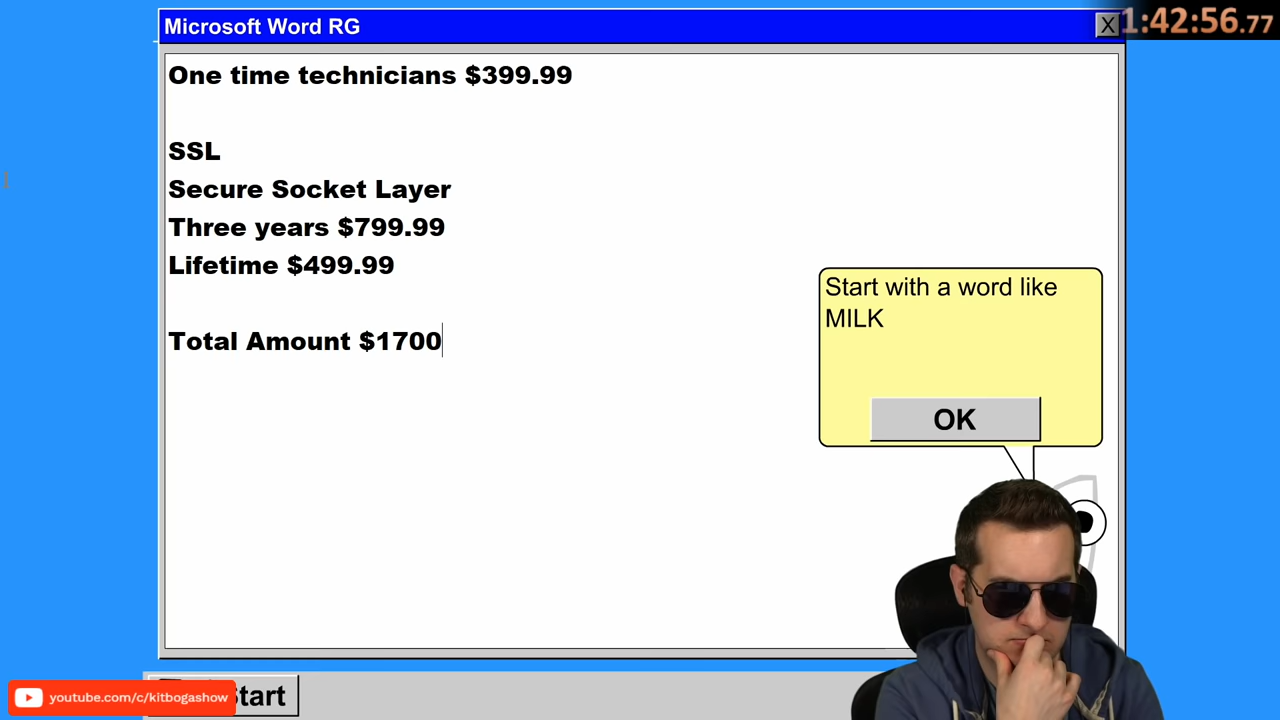 Microsoft Word RG
X
1:42:56.77
One time technicians $399.99
SSL
Secure Socket Layer
Three years $799.99
Lifetime $499.99
Total Amount $1700
Start with a word like
MILK
OK
youtube.com/c/kitbogashow